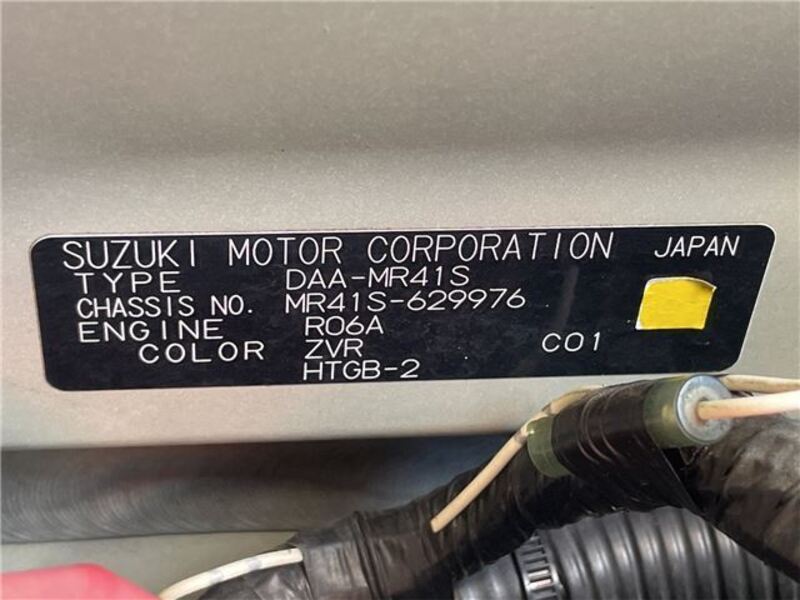 SUZUKI MOTOR CORPORATION JAPAN
TYPE DAA-MR41S
CHASSIS NO. MR41S-629976
ENGINE R06A
COLOR ZVR C01
HTGB-2